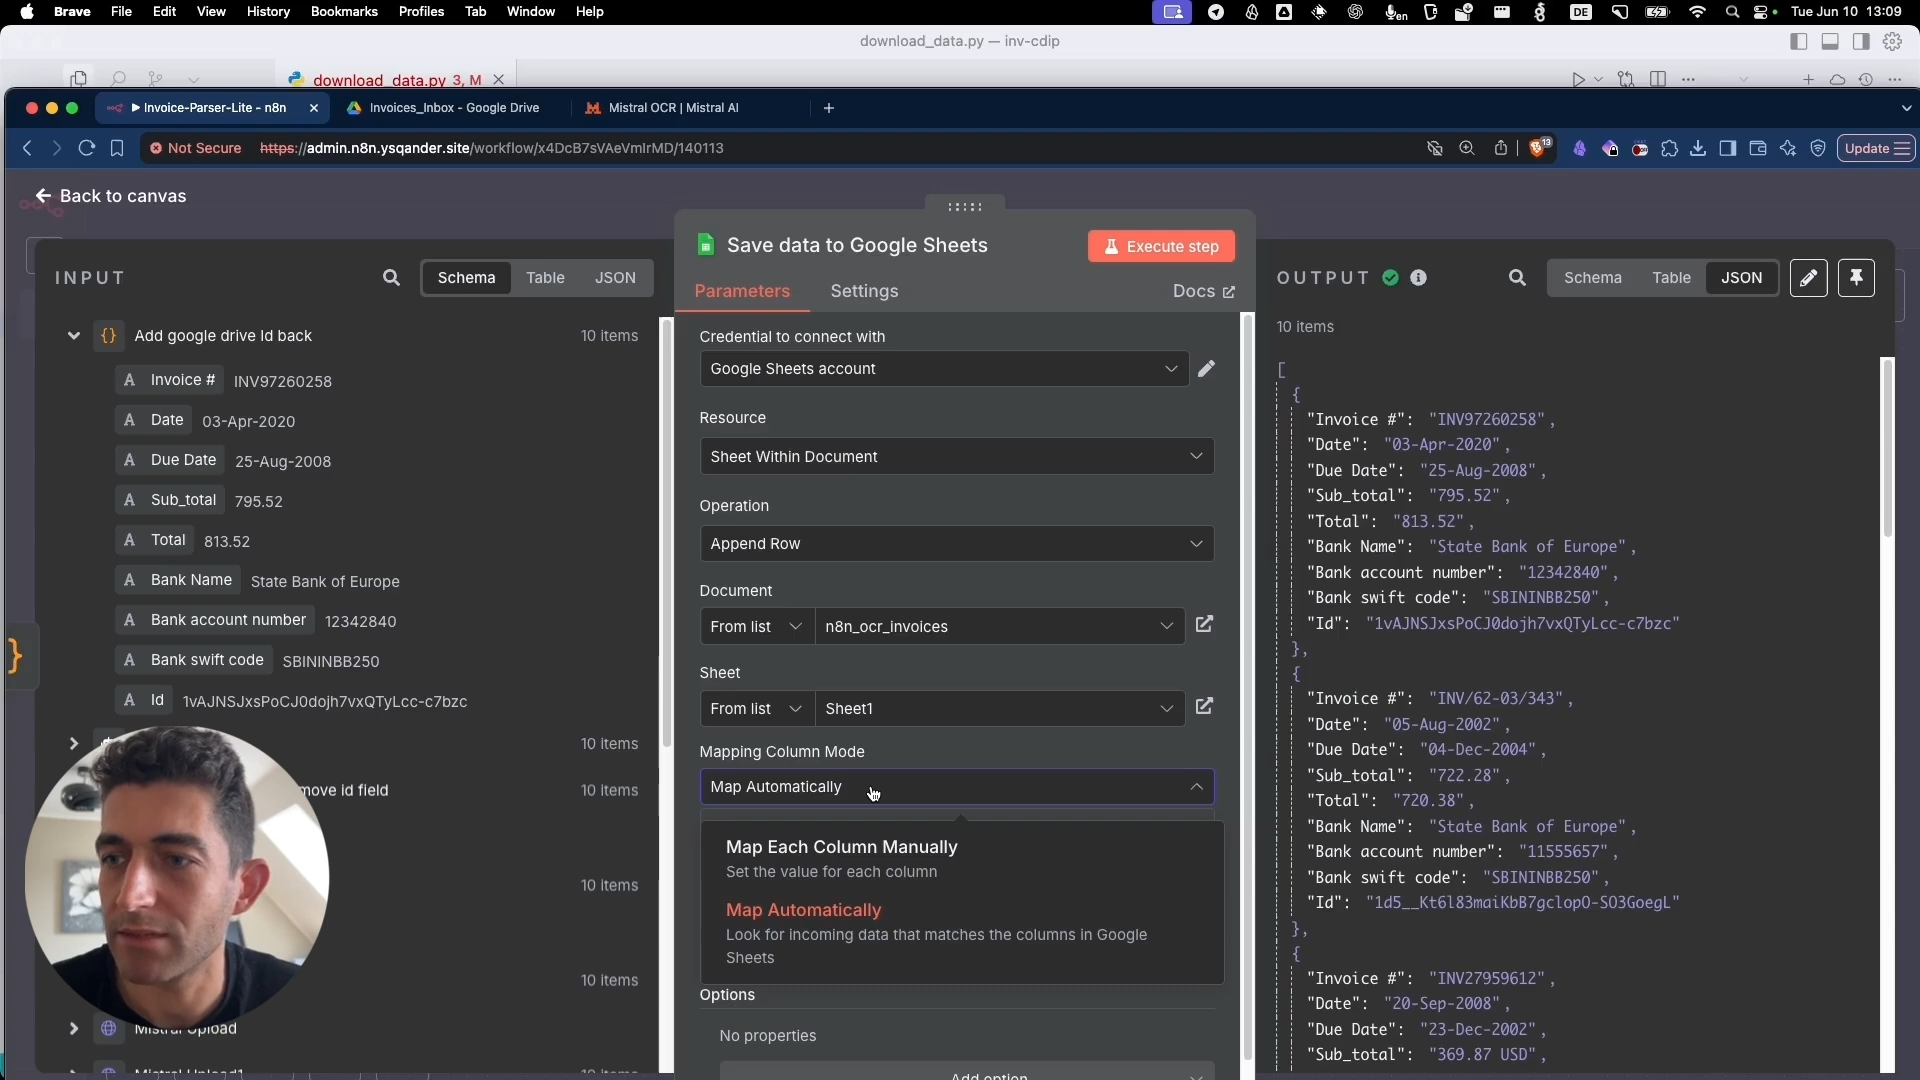 Brave File Edit View History Bookmarks Profiles Tab Window Help
en DE Tue Jun 10 13:09
download_data.py — inv-cdip
download_data.py 3, M
Invoice-Parser-Lite - n8n
Invoices_Inbox - Google Drive
Mistral OCR | Mistral AI
Not Secure https://admin.n8n.ysqander.site/workflow/x4DcB7sVAeVmIrMD/140113
13
Update
Back to canvas
INPUT
Schema Table JSON
Add google drive Id back 10 items
Invoice # INV97260258
Date 03-Apr-2020
Due Date 25-Aug-2008
Sub_total 795.52
Total 813.52
Bank Name State Bank of Europe
Bank account number 12342840
Bank swift code SBININBB250
Id 1vAJNSJxsPoCJ0dojh7vxQTyLcc-c7bzc
10 items
move id field 10 items
10 items
10 items
Mistral Upload
Mistral Upload1 10 items
Save data to Google Sheets
Execute step
Parameters Settings Docs
Credential to connect with
Google Sheets account
Resource
Sheet Within Document
Operation
Append Row
Document
From list n8n_ocr_invoices
Sheet
From list Sheet1
Mapping Column Mode
Map Automatically
Map Each Column Manually
Set the value for each column
Map Automatically
Look for incoming data that matches the columns in Google
Sheets
Options
No properties
Add option
OUTPUT
Schema Table JSON
10 items
[
{
"Invoice #": "INV97260258",
"Date": "03-Apr-2020",
"Due Date": "25-Aug-2008",
"Sub_total": "795.52",
"Total": "813.52",
"Bank Name": "State Bank of Europe",
"Bank account number": "12342840",
"Bank swift code": "SBININBB250",
"Id": "1vAJNSJxsPoCJ0dojh7vxQTyLcc-c7bzc"
},
{
"Invoice #": "INV/62-03/343",
"Date": "05-Aug-2002",
"Due Date": "04-Dec-2004",
"Sub_total": "722.28",
"Total": "720.38",
"Bank Name": "State Bank of Europe",
"Bank account number": "11555657",
"Bank swift code": "SBININBB250",
"Id": "1d5__Kt6l83maiKbB7gclopO-SO3GoegL"
},
{
"Invoice #": "INV27959612",
"Date": "20-Sep-2008",
"Due Date": "23-Dec-2002",
"Sub_total": "369.87 USD",